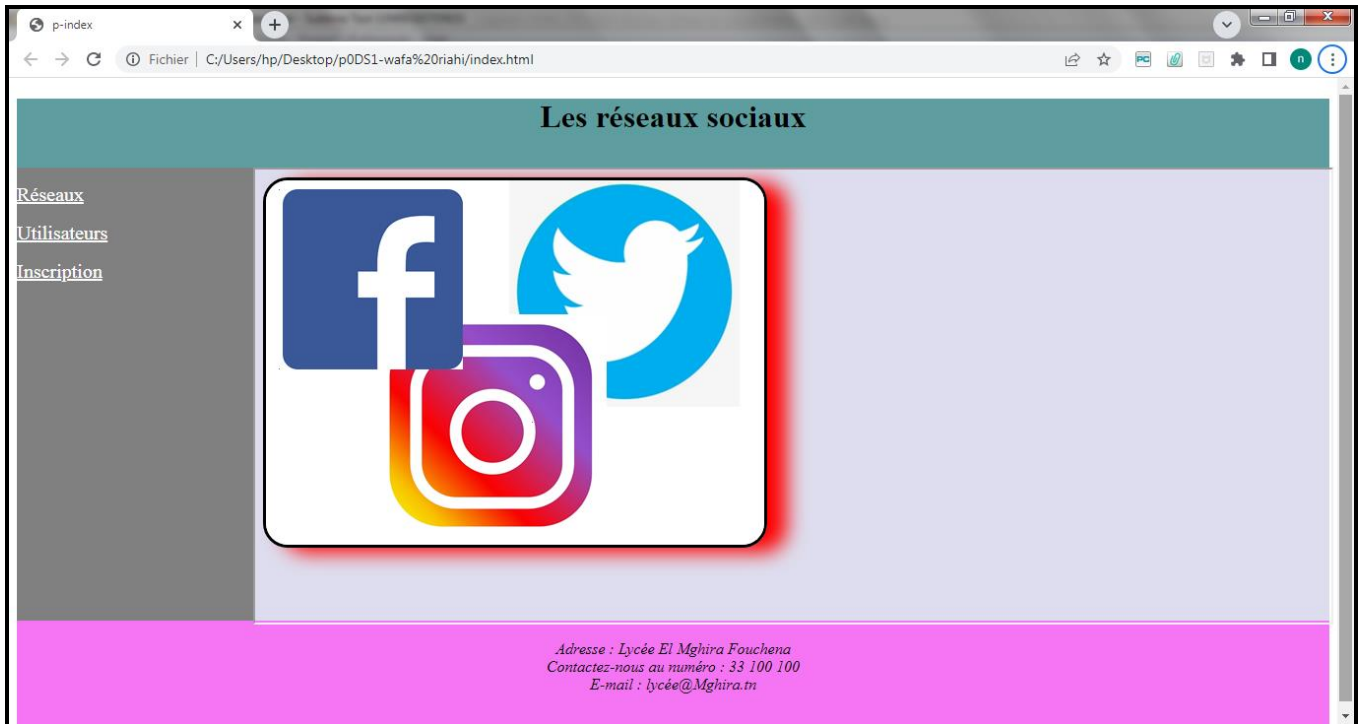 p-index
Fichier | C:/Users/hp/Desktop/p0DS1-wafa%20riahi/index.html
PC
n
Les réseaux sociaux
Réseaux
Utilisateurs
Inscription
Adresse : Lycée El Mghira Fouchena
Contactez-nous au numéro : 33 100 100
E-mail : lycée@Mghira.tn